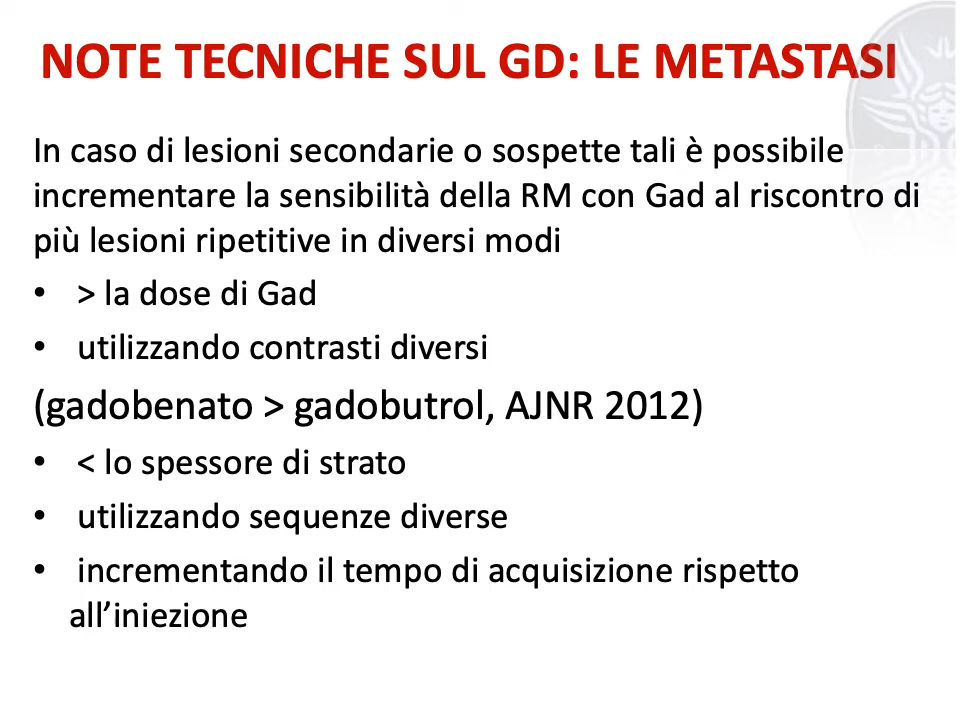 NOTE TECNICHE SUL GD: LE METASTASI
In caso di lesioni secondarie o sospette tali è possibile
incrementare la sensibilità della RM con Gad al riscontro di
più lesioni ripetitive in diversi modi
• > la dose di Gad
• utilizzando contrasti diversi
(gadobenato > gadobutrol, AJNR 2012)
• < lo spessore di strato
• utilizzando sequenze diverse
• incrementando il tempo di acquisizione rispetto
all’iniezione